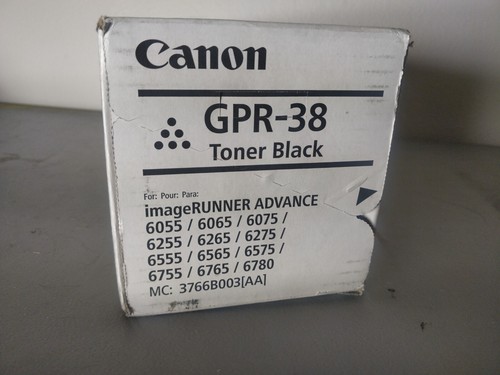 Canon
GPR-38
Toner Black
For: Pour: Para:
imageRUNNER ADVANCE
6055 / 6065 / 6075 /
6255 / 6265 / 6275 /
6555 / 6565 / 6575 /
6755 / 6765 / 6780
MC: 3766B003[AA]